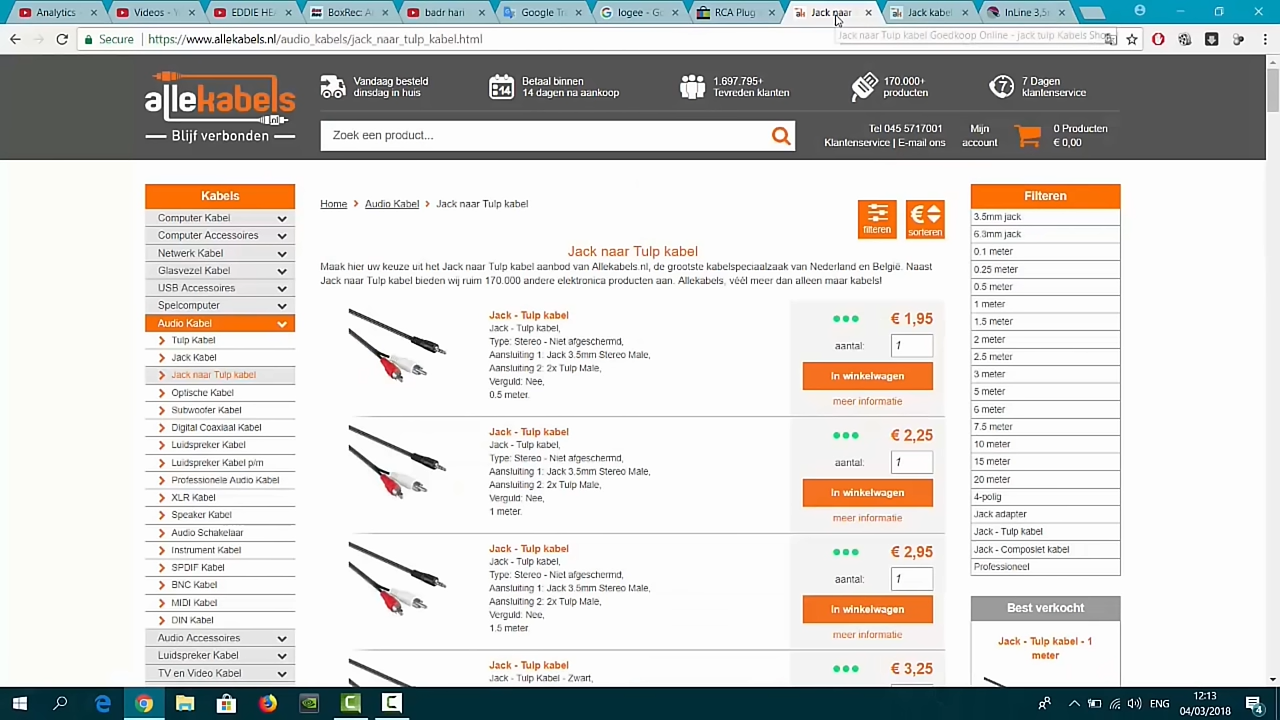 Analytics
Videos - Y
EDDIE HE
BoxRec: A
badr hari
Google Tra
logee - Go
RCA Plug
Jack naar
Jack kabel
InLine 3,5
Secure
https://www.allekabels.nl/audio_kabels/jack_naar_tulp_kabel.html
Jack naar Tulp kabel Goedkoop Online - jack tulp Kabels Shop
allekabels
.nl
Blijf verbonden
Vandaag besteld
dinsdag in huis
14
Betaal binnen
14 dagen na aankoop
1.697.795+
Tevreden klanten
170.000+
producten
7
7 Dagen
klantenservice
Zoek een product...
Tel 045 5717001
Klantenservice | E-mail ons
Mijn
account
0 Producten
€ 0,00
Kabels
Computer Kabel
Computer Accessoires
Netwerk Kabel
Glasvezel Kabel
USB Accessoires
Spelcomputer
Audio Kabel
Tulp Kabel
Jack Kabel
Jack naar Tulp kabel
Optische Kabel
Subwoofer Kabel
Digital Coaxiaal Kabel
Luidspreker Kabel
Luidspreker Kabel p/m
Professionele Audio Kabel
XLR Kabel
Speaker Kabel
Audio Schakelaar
Instrument Kabel
SPDIF Kabel
BNC Kabel
MIDI Kabel
DIN Kabel
Audio Accessoires
Luidspreker Kabel
TV en Video Kabel
Home > Audio Kabel > Jack naar Tulp kabel
filteren
€
sorteren
Jack naar Tulp kabel
Maak hier uw keuze uit het Jack naar Tulp kabel aanbod van Allekabels.nl, de grootste kabelspeciaalzaak van Nederland en België. Naast
Jack naar Tulp kabel bieden wij ruim 170.000 andere elektronica producten aan. Allekabels, véél meer dan alleen maar kabels!
Jack - Tulp kabel
Jack - Tulp kabel,
Type: Stereo - Niet afgeschermd,
Aansluiting 1: Jack 3.5mm Stereo Male,
Aansluiting 2: 2x Tulp Male,
Verguld: Nee,
0.5 meter.
€ 1,95
aantal: 1
In winkelwagen
meer informatie
Jack - Tulp kabel
Jack - Tulp kabel,
Type: Stereo - Niet afgeschermd,
Aansluiting 1: Jack 3.5mm Stereo Male,
Aansluiting 2: 2x Tulp Male,
Verguld: Nee,
1 meter.
€ 2,25
aantal: 1
In winkelwagen
meer informatie
Jack - Tulp kabel
Jack - Tulp kabel,
Type: Stereo - Niet afgeschermd,
Aansluiting 1: Jack 3.5mm Stereo Male,
Aansluiting 2: 2x Tulp Male,
Verguld: Nee,
1.5 meter.
€ 2,95
aantal: 1
In winkelwagen
meer informatie
Jack - Tulp kabel
Jack - Tulp Kabel - Zwart,
€ 3,25
Filteren
3.5mm jack
6.3mm jack
0.1 meter
0.25 meter
0.5 meter
1 meter
1.5 meter
2 meter
2.5 meter
3 meter
5 meter
6 meter
7.5 meter
10 meter
15 meter
20 meter
4-polig
Jack adapter
Jack - Tulp kabel
Jack - Composiet kabel
Professioneel
Best verkocht
Jack - Tulp kabel - 1
meter
ENG
12:13
04/03/2018
4